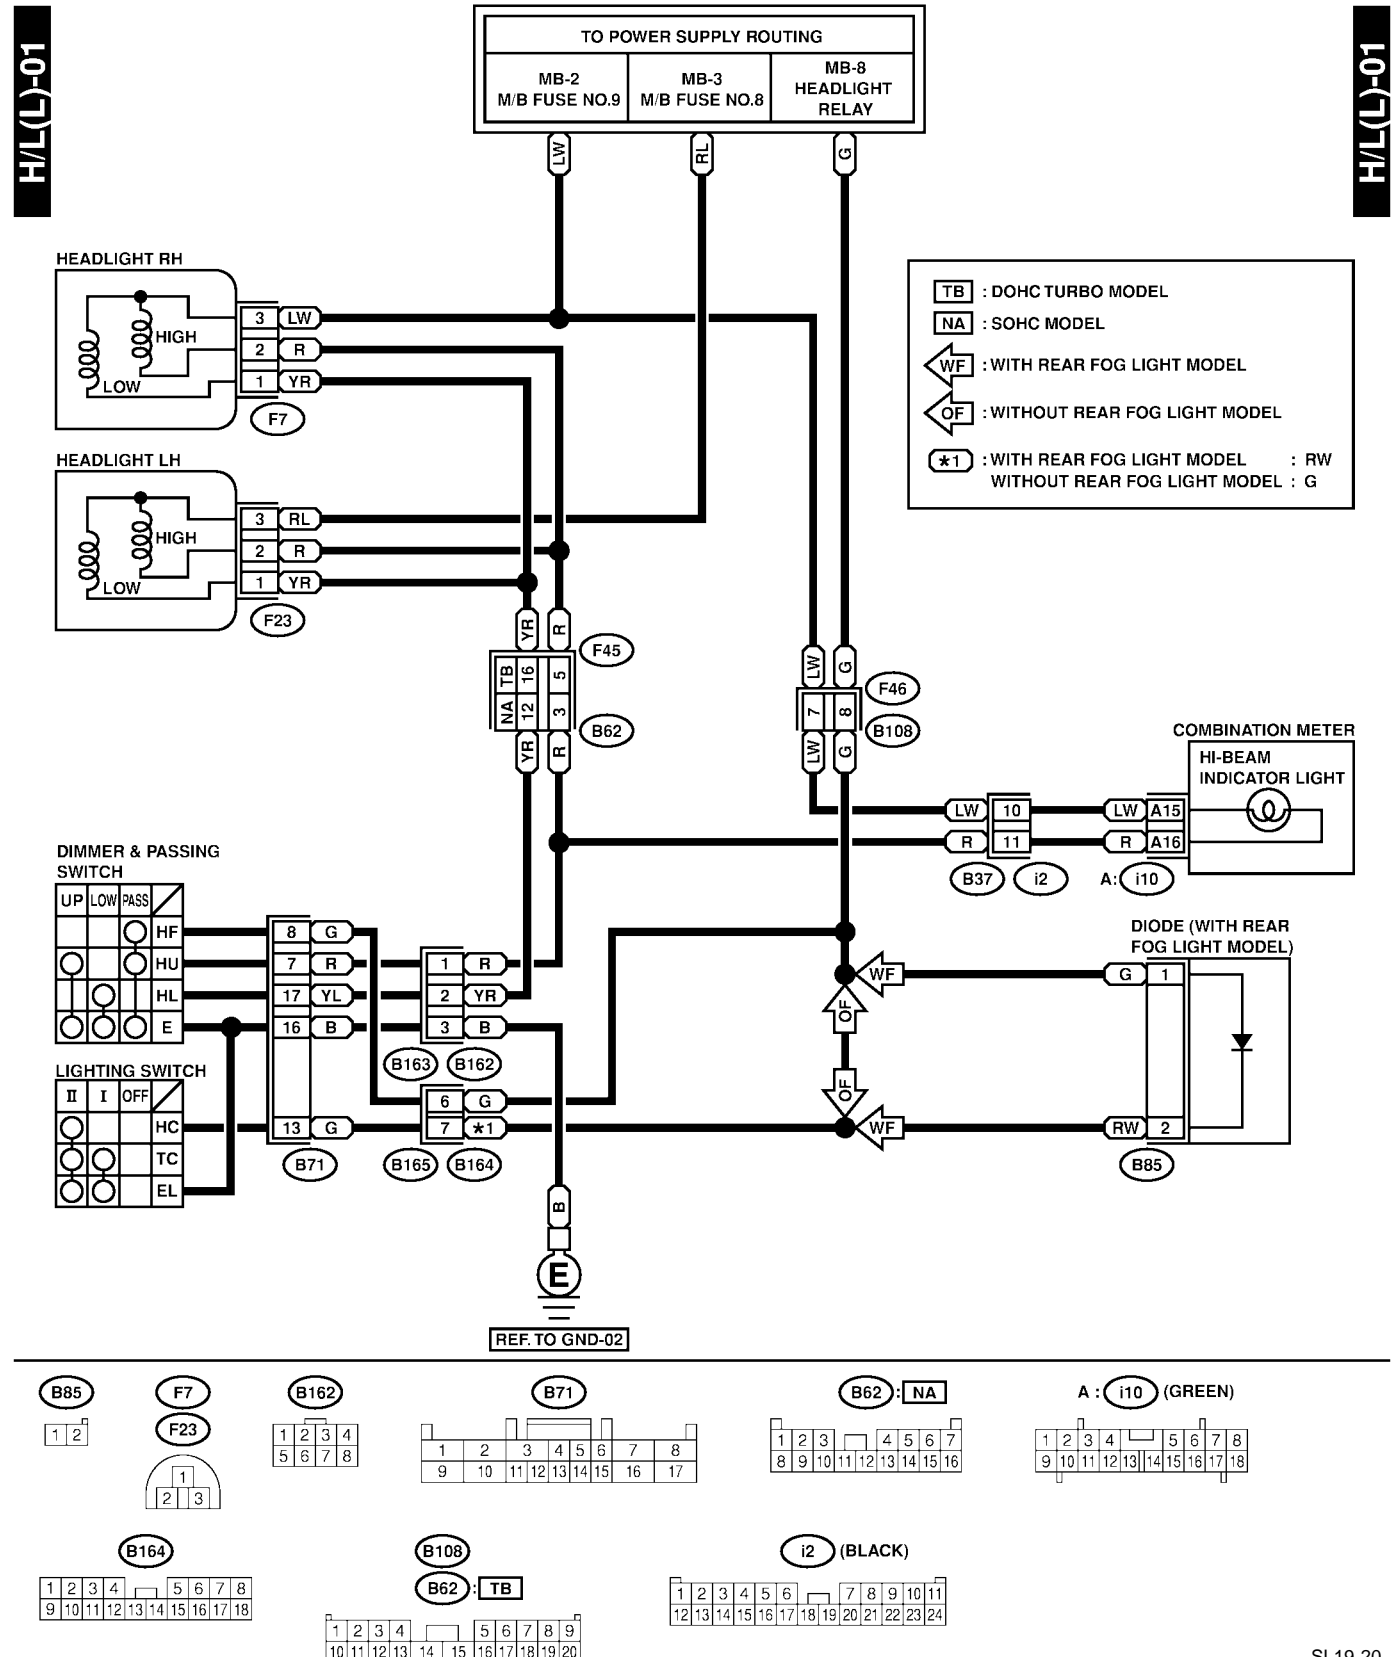 H/L(L)-01
H/L(L)-01
TO POWER SUPPLY ROUTING
MB-2
M/B FUSE NO.9
MB-3
M/B FUSE NO.8
MB-8
HEADLIGHT
RELAY
LW
RL
G
HEADLIGHT RH
HIGH
LOW
3 LW
2 R
1 YR
F7
TB : DOHC TURBO MODEL
NA : SOHC MODEL
WF : WITH REAR FOG LIGHT MODEL
OF : WITHOUT REAR FOG LIGHT MODEL
*1 : WITH REAR FOG LIGHT MODEL : RW
WITHOUT REAR FOG LIGHT MODEL : G
HEADLIGHT LH
HIGH
LOW
3 RL
2 R
1 YR
F23
YR R
F45
TB 16 5
NA 12 3
B62
YR R
LW G
F46
7 8
B108
LW G
COMBINATION METER
HI-BEAM
INDICATOR LIGHT
LW 10 LW A15
R 11 R A16
B37 i2 A: i10
DIMMER & PASSING
SWITCH
UP LOW PASS
HF 8 G
HU 7 R 1 R
HL 17 YL 2 YR
E 16 B 3 B
B163 B162
DIODE (WITH REAR
FOG LIGHT MODEL)
WF G 1
OF
OF
WF RW 2
B85
LIGHTING SWITCH
II I OFF
6 G
HC 13 G 7 *1
TC
EL
B71 B165 B164
B
E
REF. TO GND-02
B85
1 2
F7
F23
1
2 3
B162
1 2 3 4
5 6 7 8
B71
1 2 3 4 5 6 7 8
9 10 11 12 13 14 15 16 17
B62 : NA
1 2 3 4 5 6 7
8 9 10 11 12 13 14 15 16
A : i10 (GREEN)
1 2 3 4 5 6 7 8
9 10 11 12 13 14 15 16 17 18
B164
1 2 3 4 5 6 7 8
9 10 11 12 13 14 15 16 17 18
B108
B62 : TB
1 2 3 4 5 6 7 8 9
10 11 12 13 14 15 16 17 18 19 20
i2 (BLACK)
1 2 3 4 5 6 7 8 9 10 11
12 13 14 15 16 17 18 19 20 21 22 23 24
SI 19-20